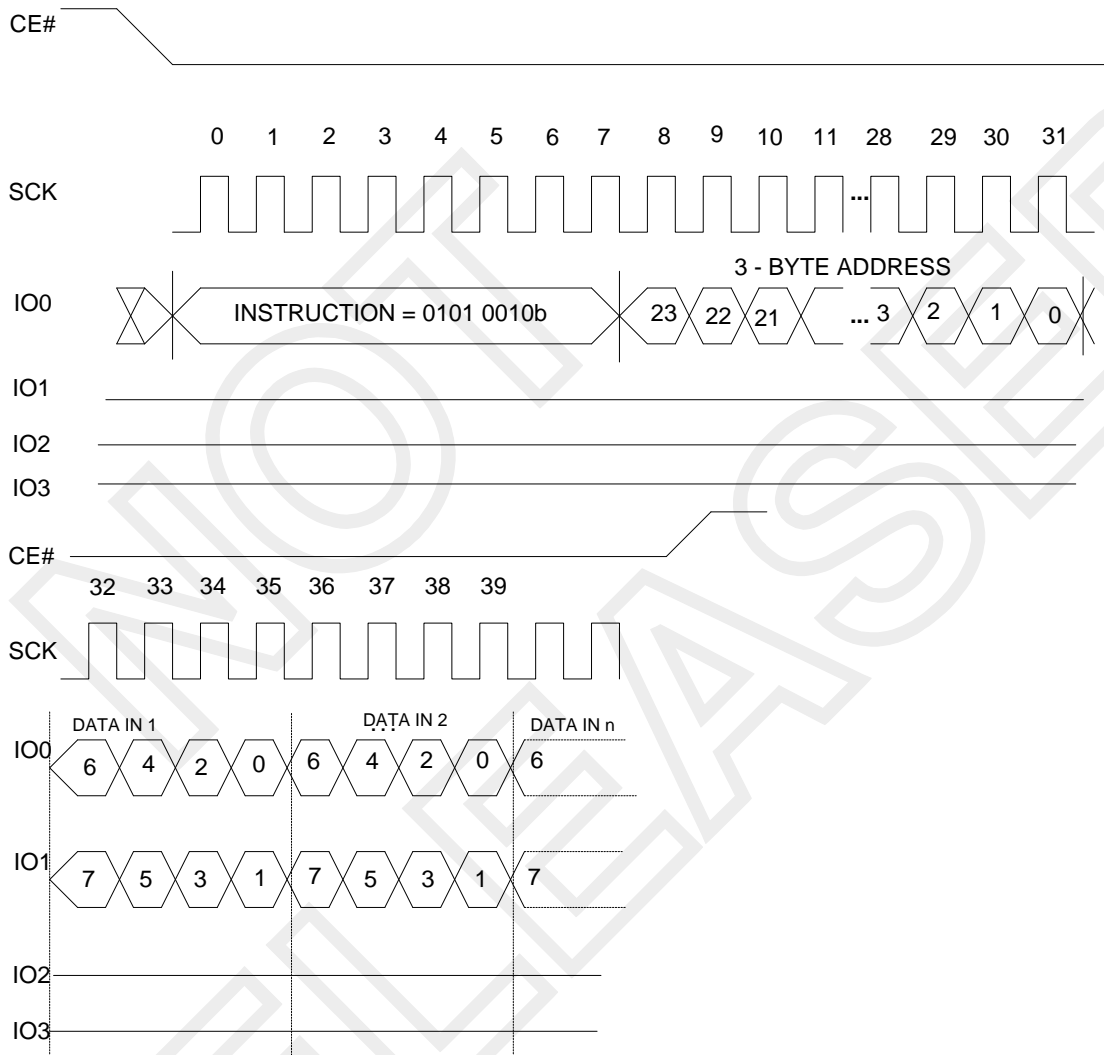 CE#
0 1 2 3 4 5 6 7 8 9 10 11 28 29 30 31
SCK ...
3 - BYTE ADDRESS
IO0 INSTRUCTION = 0101 0010b 23 22 21 ... 3 2 1 0
IO1
IO2
IO3
CE#
32 33 34 35 36 37 38 39
SCK
DATA IN 1 DATA IN 2 DATA IN n
...
IO0 6 4 2 0 6 4 2 0 6
IO1 7 5 3 1 7 5 3 1 7
IO2
IO3
NOT
RELEASED